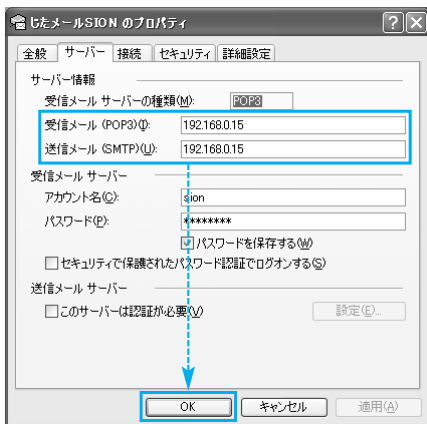 じたメールSION のプロパティ
全般 サーバー 接続 セキュリティ 詳細設定
サーバー情報
受信メール サーバーの種類(M): POP3
受信メール (POP3)(I): 192.168.0.15
送信メール (SMTP)(U): 192.168.0.15
受信メール サーバー
アカウント名(C): sion
パスワード(P): ********
パスワードを保存する(W)
セキュリティで保護されたパスワード認証でログオンする(S)
送信メール サーバー
このサーバーは認証が必要(V) 設定(E)...
OK キャンセル 適用(A)